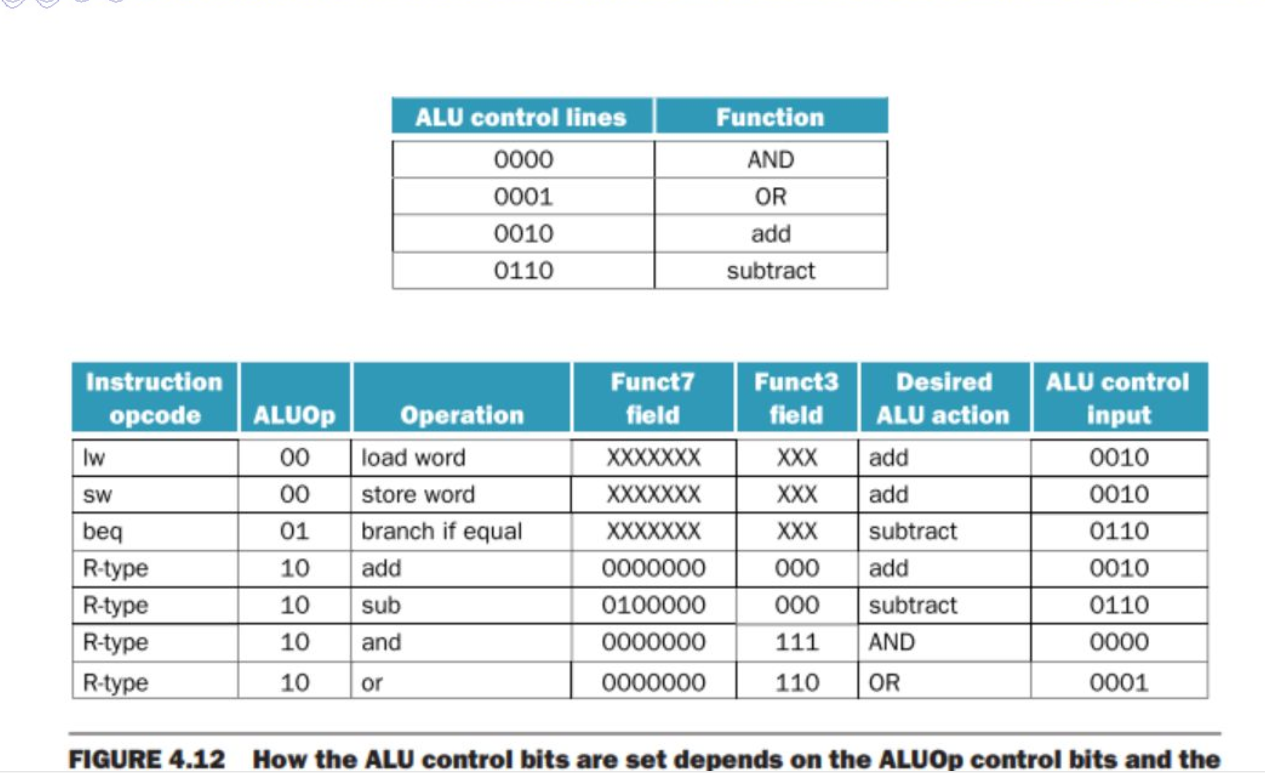 ALU control lines Function
0000 AND
0001 OR
0010 add
0110 subtract
Instruction opcode ALUOp Operation Funct7 field Funct3 field Desired ALU action ALU control input
lw 00 load word XXXXXXX XXX add 0010
sw 00 store word XXXXXXX XXX add 0010
beq 01 branch if equal XXXXXXX XXX subtract 0110
R-type 10 add 0000000 000 add 0010
R-type 10 sub 0100000 000 subtract 0110
R-type 10 and 0000000 111 AND 0000
R-type 10 or 0000000 110 OR 0001
FIGURE 4.12 How the ALU control bits are set depends on the ALUOp control bits and the